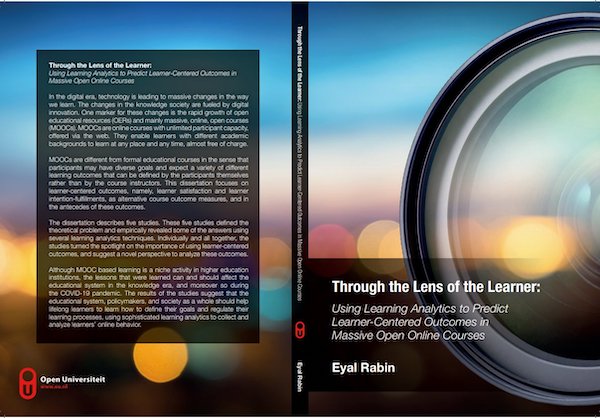 Through the Lens of the Learner:
Using Learning Analytics to Predict Learner-Centered Outcomes in
Massive Open Online Courses
In the digital era, technology is leading to massive changes in the way
we learn. The changes in the knowledge society are fueled by digital
innovation. One marker for these changes is the rapid growth of open
educational resources (OERs) and mainly massive, online, open courses
(MOOCs). MOOCs are online courses with unlimited participant capacity,
offered via the web. They enable learners with different academic
backgrounds to learn at any place and any time, almost free of charge.
MOOCs are different from formal educational courses in the sense that
participants may have diverse goals and expect a variety of different
learning outcomes that can be defined by the participants themselves
rather than by the course instructors. This dissertation focuses on
learner-centered outcomes, namely, learner satisfaction and learner
intention-fulfillments, as alternative course outcome measures, and in
the antecedes of these outcomes.
The dissertation describes five studies. These five studies defined the
theoretical problem and empirically revealed some of the answers using
several learning analytics techniques. Individually and all together, the
studies turned the spotlight on the importance of using learner-centered
outcomes, and suggest a novel perspective to analyze these outcomes.
Although MOOC based learning is a niche activity in higher education
institutions, the lessons that were learned can and should affect the
educational system in the knowledge era, and moreover so during
the COVID-19 pandemic. The results of the studies suggest that the
educational system, policymakers, and society as a whole should help
lifelong learners to learn how to define their goals and regulate their
learning processes, using sophisticated learning analytics to collect and
analyze learners' online behavior.
Open Universiteit
www.ou.nl
Through the Lens of the Learner: Using Learning Analytics to Predict Learner-Centered Outcomes in Massive Open Online Courses
Eyal Rabin
Through the Lens of the Learner:
Using Learning Analytics to Predict
Learner-Centered Outcomes in
Massive Open Online Courses
Eyal Rabin